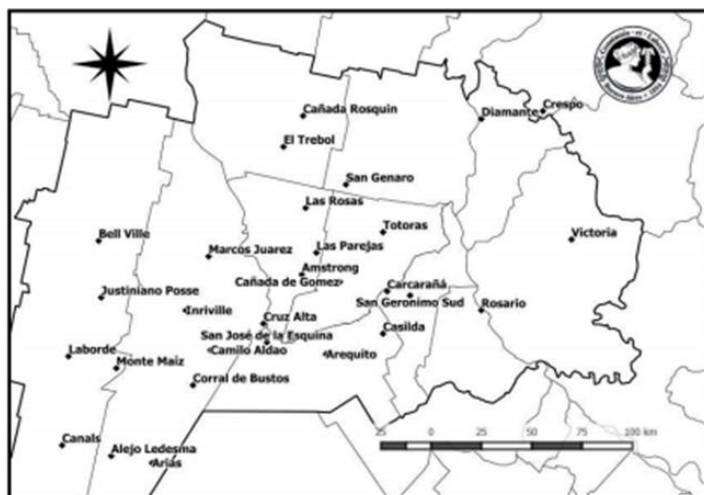 Cañada Rosquin
Diamante
Crespo
El Trebol
San Genaro
Las Rosas
Totoras
Victoria
Bell Ville
Marcos Juarez
Las Parejas
Amstrong
Cañada de Gomez
Carcarañá
Justiniano Posse
San Geronimo Sud
Inriville
Rosario
Cruz Alta
San José de la Esquina
Casilda
Laborde
Camilo Aldao
Arequito
Monte Maiz
Corral de Bustos
Canals
Alejo Ledesma
Arias
25 0 25 50 75 100 km